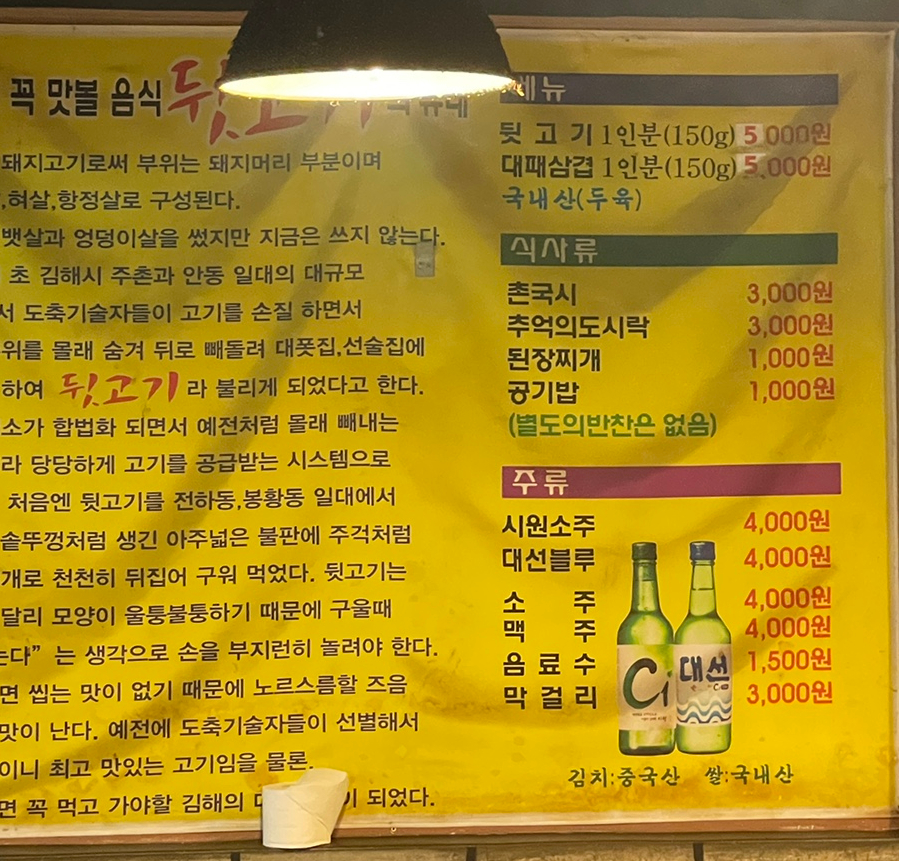 꼭 맛볼 음식
돼지고기로써 부위는 돼지머리 부분이며
,혀살,항정살로 구성된다.
뱃살과 엉덩이살을 썼지만 지금은 쓰지 않는다.
초 김해시 주촌과 안동 일대의 대규모
서 도축기술자들이 고기를 손질 하면서
위를 몰래 숨겨 뒤로 빼돌려 대폿집,선술집에
하여 뒷고기라 불리게 되었다고 한다.
소가 합법화 되면서 예전처럼 몰래 빼내는
라 당당하게 고기를 공급받는 시스템으로
처음엔 뒷고기를 전하동,봉황동 일대에서
솥뚜껑처럼 생긴 아주넓은 불판에 주걱처럼
개로 천천히 뒤집어 구워 먹었다. 뒷고기는
달리 모양이 울퉁불퉁하기 때문에 구울때
는다" 는 생각으로 손을 부지런히 놀려야 한다.
면 씹는 맛이 없기 때문에 노르스름할 즈음
맛이 난다. 예전에 도축기술자들이 선별해서
이니 최고 맛있는 고기임을 물론.
면 꼭 먹고 가야할 김해의 이 되었다.
메뉴
뒷고기 1인분(150g) 5,000원
대패삼겹 1인분(150g) 5,000원
국내산(두육)
식사류
촌국시 3,000원
추억의도시락 3,000원
된장찌개 1,000원
공기밥 1,000원
(별도의반찬은 없음)
주류
시원소주 4,000원
대선블루 4,000원
소주 4,000원
맥주 4,000원
음료수 1,500원
막걸리 3,000원
C1 대선
김치:중국산 쌀:국내산